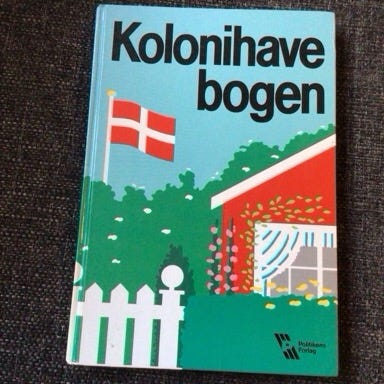 Kolonihave
bogen
Politikens
Forlag